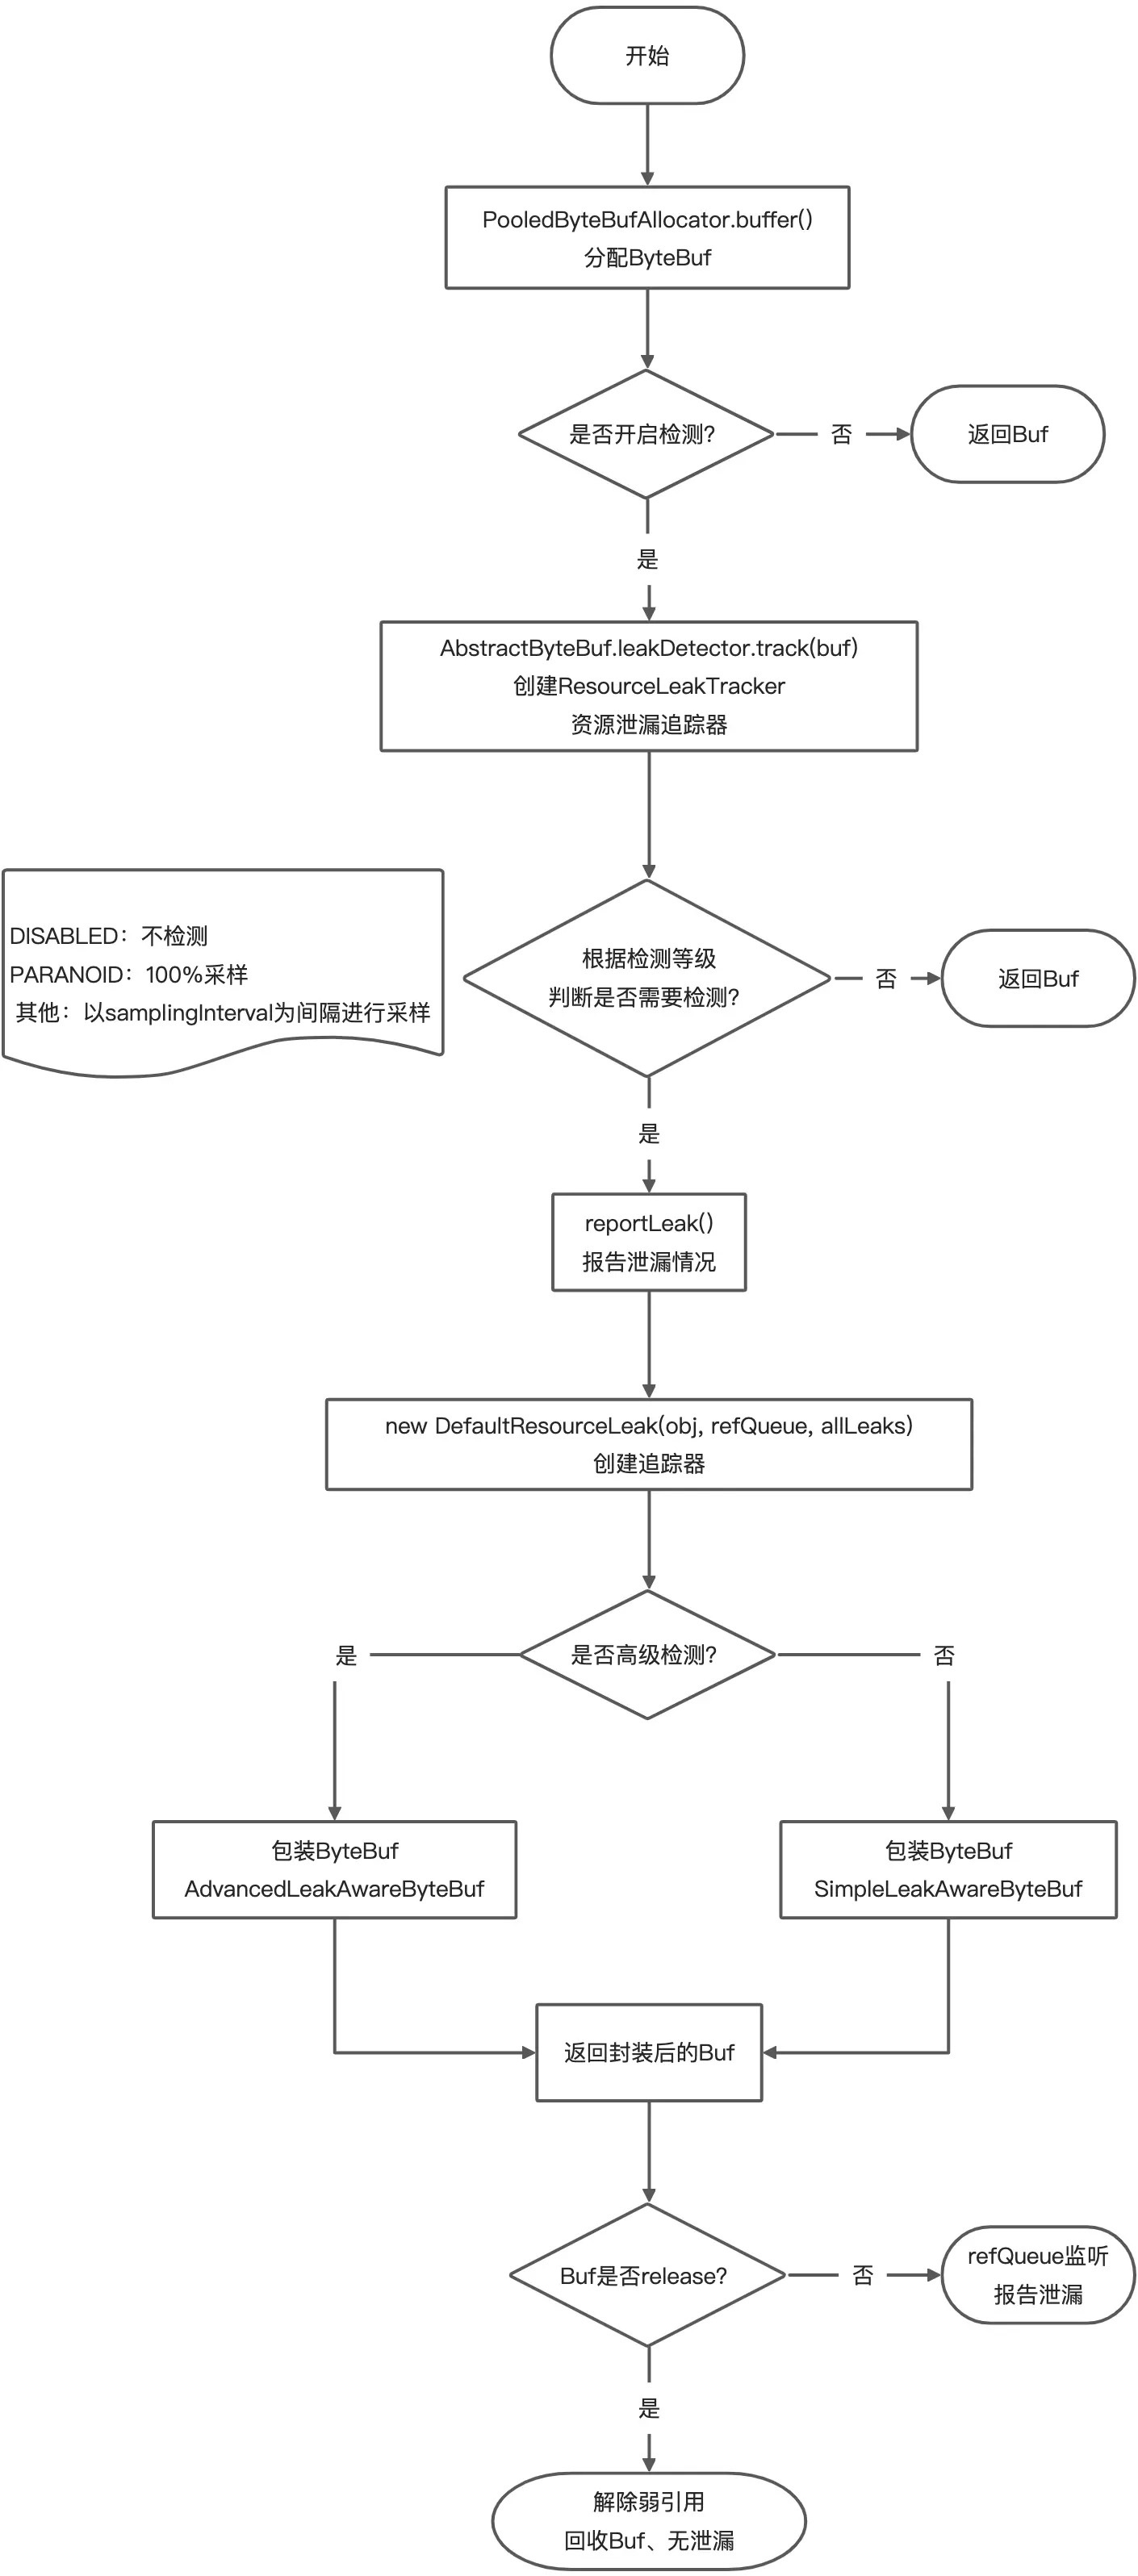 开始
PooledByteBufAllocator.buffer()
分配ByteBuf
是否开启检测?
否
返回Buf
是
AbstractByteBuf.leakDetector.track(buf)
创建ResourceLeakTracker
资源泄漏追踪器
DISABLED：不检测
PARANOID：100%采样
其他：以samplingInterval为间隔进行采样
根据检测等级
判断是否需要检测?
否
返回Buf
是
reportLeak()
报告泄漏情况
new DefaultResourceLeak(obj, refQueue, allLeaks)
创建追踪器
是
是否高级检测?
否
包装ByteBuf
AdvancedLeakAwareByteBuf
包装ByteBuf
SimpleLeakAwareByteBuf
返回封装后的Buf
Buf是否release?
否
refQueue监听
报告泄漏
是
解除弱引用
回收Buf、无泄漏